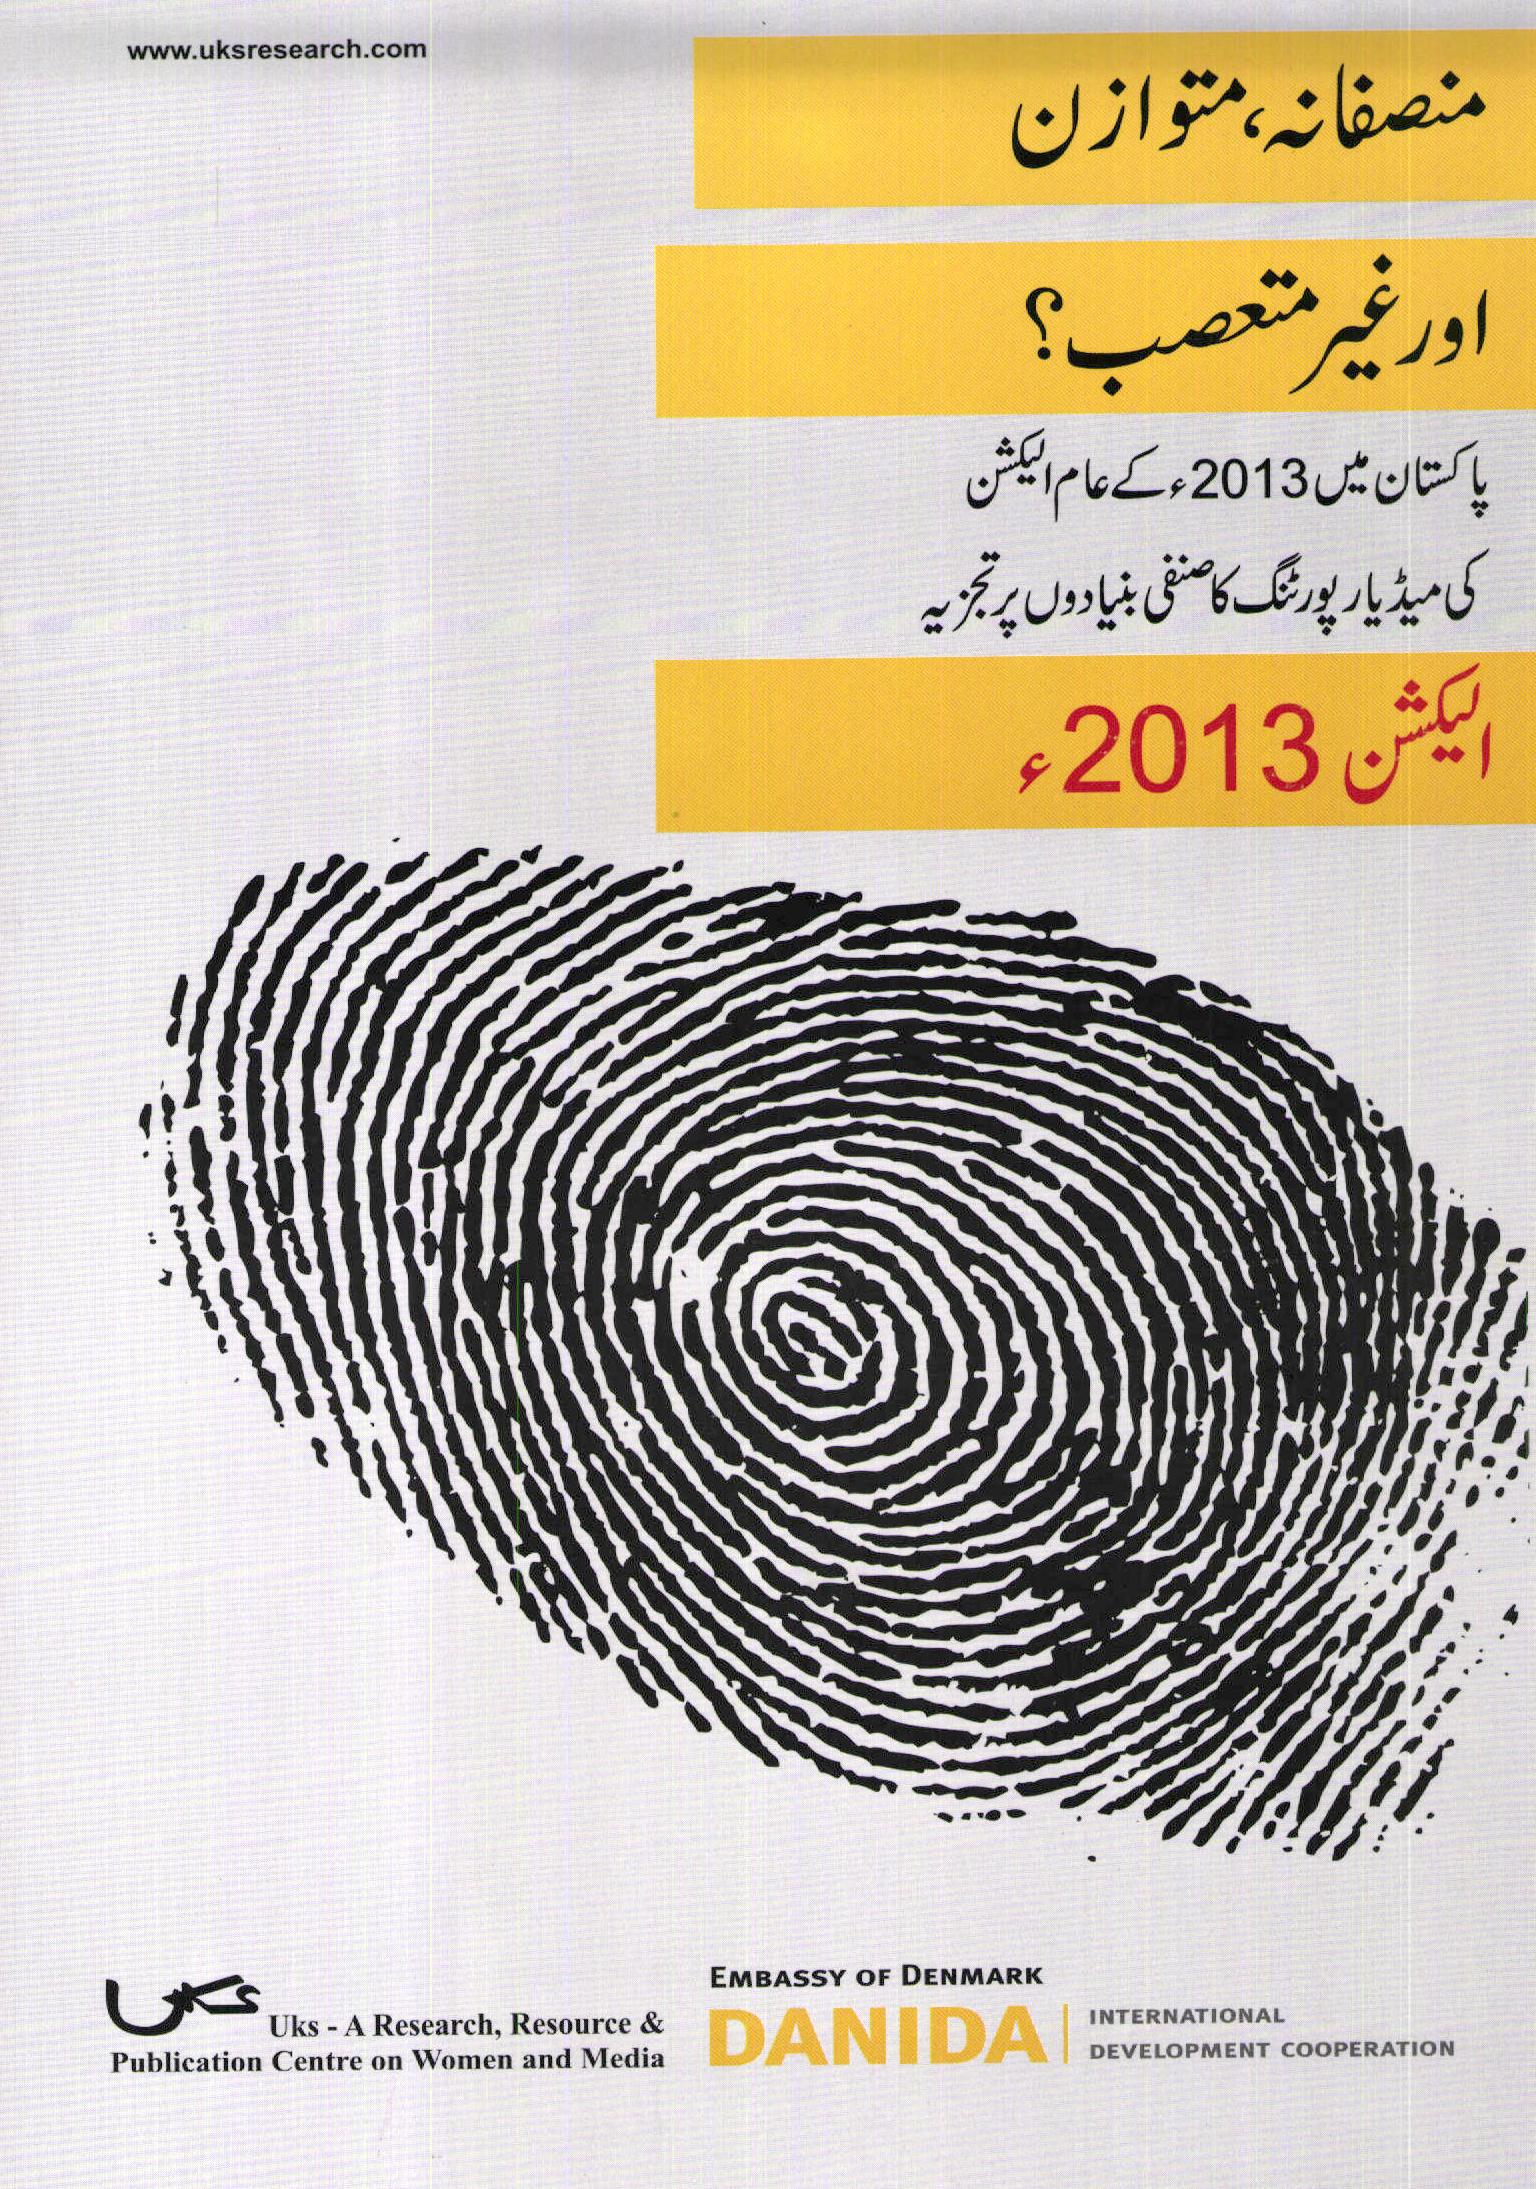 www.uksresearch.com
منصفانہ، متوازن
اور غیر متعصب؟
پاکستان میں 2013ء کے عام الیکشن
کی میڈیا رپورٹنگ کا صنفی بنیادوں پر تجزیہ
الیکشن 2013ء
عکس
Uks - A Research, Resource &
Publication Centre on Women and Media
EMBASSY OF DENMARK
DANIDA
INTERNATIONAL
DEVELOPMENT COOPERATION